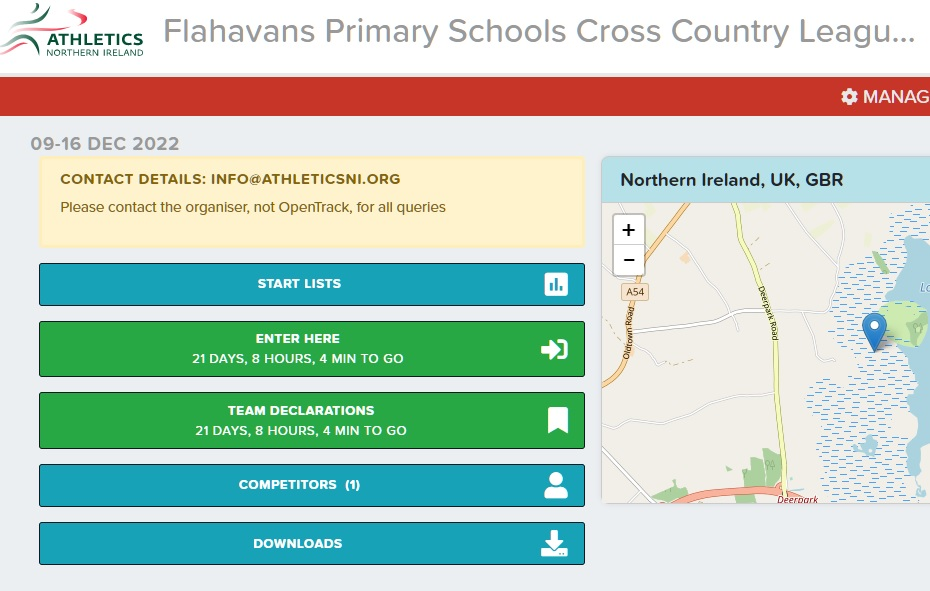 ATHLETICS
NORTHERN IRELAND
Flahavans Primary Schools Cross Country Leagu...
MANAG
09-16 DEC 2022
CONTACT DETAILS: INFO@ATHLETICSNI.ORG
Please contact the organiser, not OpenTrack, for all queries
START LISTS
ENTER HERE
21 DAYS, 8 HOURS, 4 MIN TO GO
TEAM DECLARATIONS
21 DAYS, 8 HOURS, 4 MIN TO GO
COMPETITORS (1)
DOWNLOADS
Northern Ireland, UK, GBR
+
−
A54
Oldtown Road
Deerpark Road
Lo
Deerpark